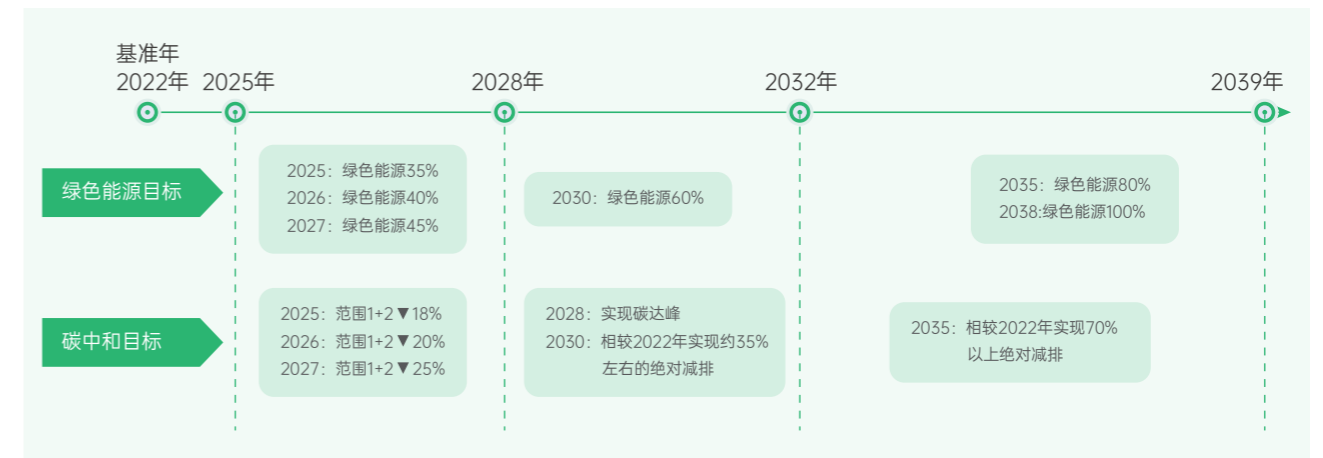 基准年
2022年 2025年 2028年 2032年 2039年
绿色能源目标
2025：绿色能源35%
2026：绿色能源40%
2027：绿色能源45%
2030：绿色能源60%
2035：绿色能源80%
2038:绿色能源100%
碳中和目标
2025：范围1+2▼18%
2026：范围1+2▼20%
2027：范围1+2▼25%
2028：实现碳达峰
2030：相较2022年实现约35%
左右的绝对减排
2035：相较2022年实现70%
以上绝对减排